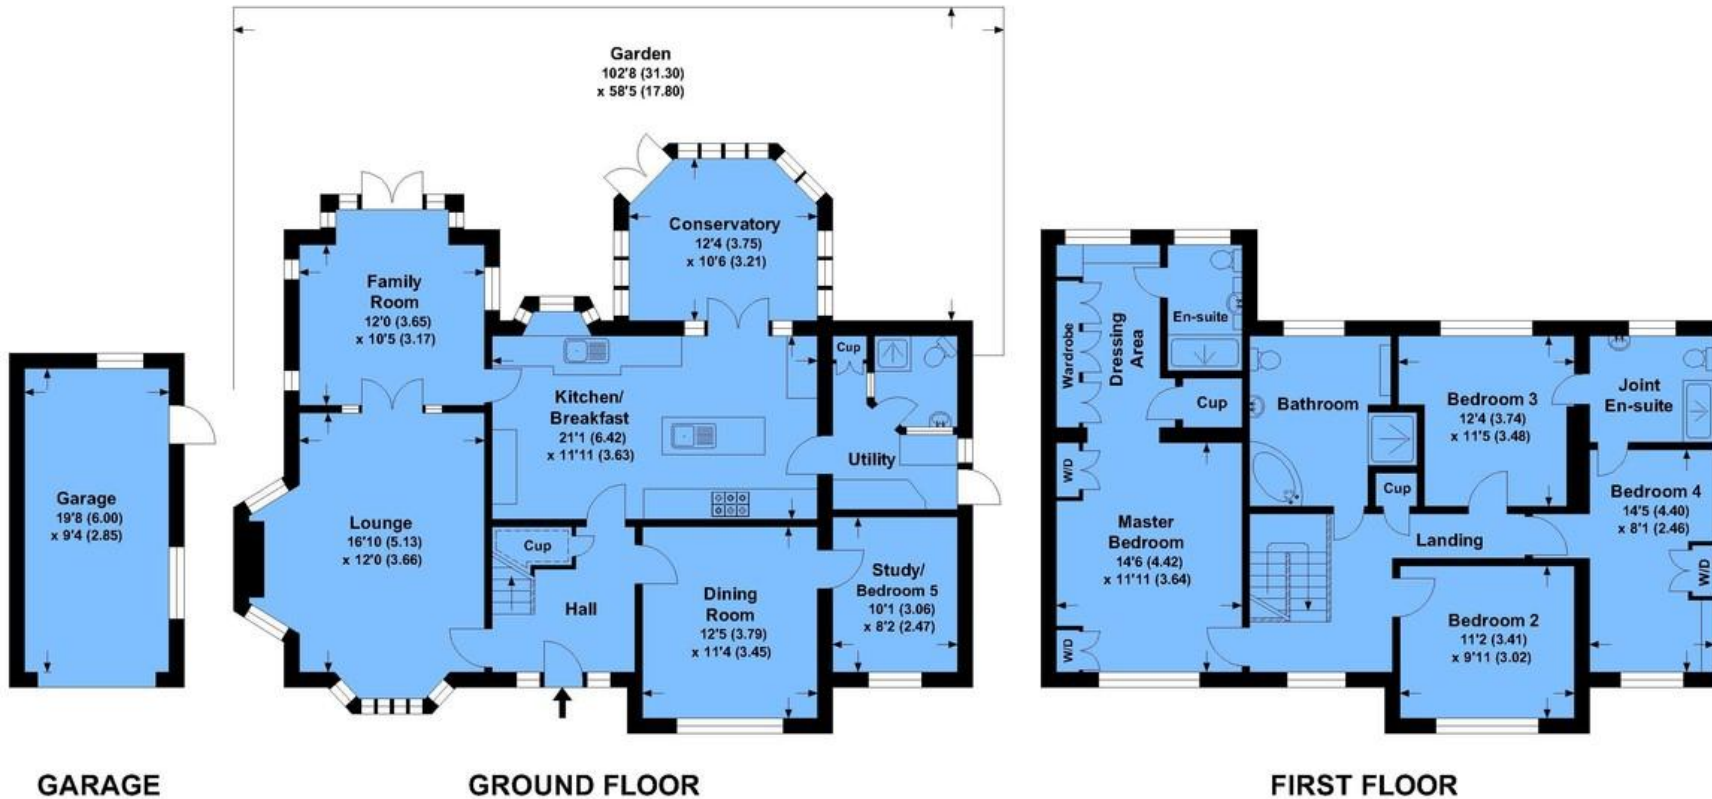 Garden
102'8 (31.30)
x 58'5 (17.80)
Conservatory
12'4 (3.75)
x 10'6 (3.21)
Family
Room
12'0 (3.65)
x 10'5 (3.17)
Kitchen/
Breakfast
21'1 (6.42)
x 11'11 (3.63)
Cup
Utility
Garage
19'8 (6.00)
x 9'4 (2.85)
Lounge
16'10 (5.13)
x 12'0 (3.66)
Cup
Hall
Dining
Room
12'5 (3.79)
x 11'4 (3.45)
Study/
Bedroom 5
10'1 (3.06)
x 8'2 (2.47)
En-suite
Wardrobe
Dressing
Area
Cup
Bathroom
Bedroom 3
12'4 (3.74)
x 11'5 (3.48)
Joint
En-suite
W/D
Cup
Master
Bedroom
14'6 (4.42)
x 11'11 (3.64)
Landing
Bedroom 4
14'5 (4.40)
x 8'1 (2.46)
W/D
W/D
Bedroom 2
11'2 (3.41)
x 9'11 (3.02)
GARAGE
GROUND FLOOR
FIRST FLOOR